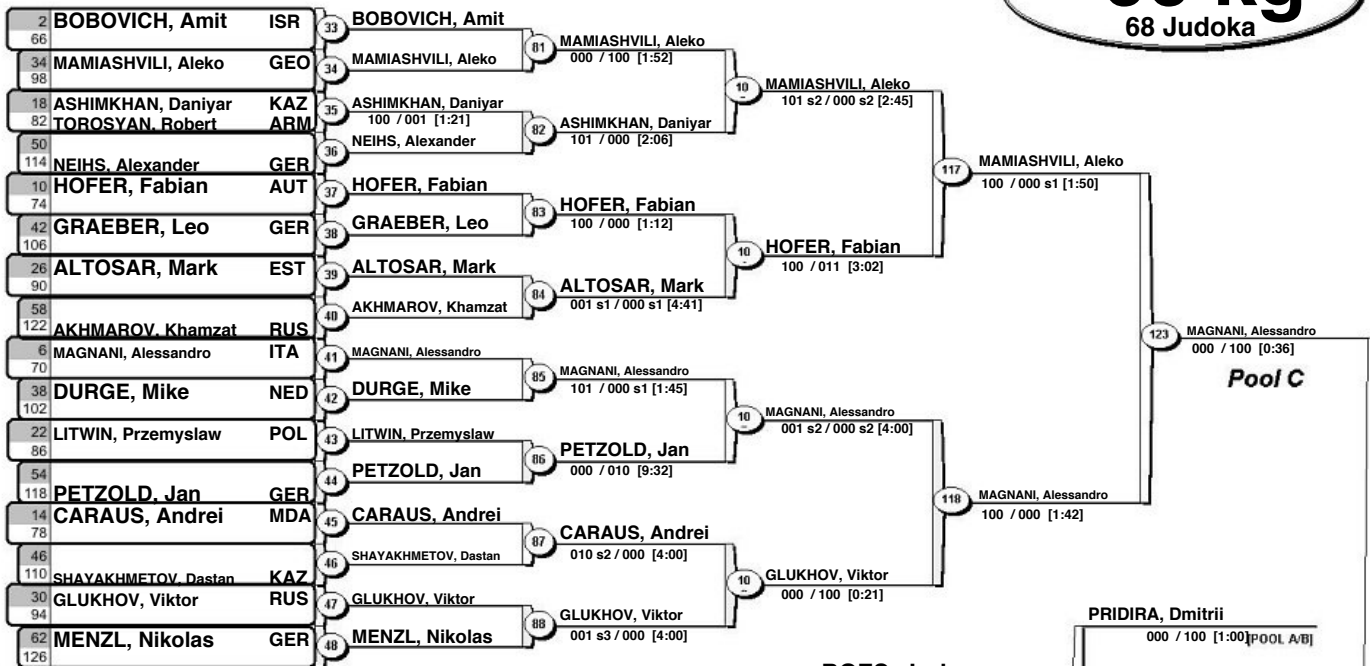 68 Judoka
2 BOBOVICH, Amit ISR
66
34 MAMIASHVILI, Aleko GEO
98
18 ASHIMKHAN, Daniyar KAZ
82 TOROSYAN, Robert ARM
50
114 NEIHS, Alexander GER
10 HOFER, Fabian AUT
74
42 GRAEBER, Leo GER
106
26 ALTOSAR, Mark EST
90
58
122 AKHMAROV, Khamzat RUS
6 MAGNANI, Alessandro ITA
70
38 DURGE, Mike NED
102
22 LITWIN, Przemyslaw POL
86
54
118 PETZOLD, Jan GER
14 CARAUS, Andrei MDA
78
46
110 SHAYAKHMETOV, Dastan KAZ
30 GLUKHOV, Viktor RUS
94
62 MENZL, Nikolas GER
126
33 BOBOVICH, Amit
34 MAMIASHVILI, Aleko
35 ASHIMKHAN, Daniyar
100 / 001 [1:21]
36 NEIHS, Alexander
37 HOFER, Fabian
38 GRAEBER, Leo
39 ALTOSAR, Mark
40 AKHMAROV, Khamzat
41 MAGNANI, Alessandro
42 DURGE, Mike
43 LITWIN, Przemyslaw
44 PETZOLD, Jan
45 CARAUS, Andrei
46 SHAYAKHMETOV, Dastan
47 GLUKHOV, Viktor
48 MENZL, Nikolas
81 MAMIASHVILI, Aleko
000 / 100 [1:52]
82 ASHIMKHAN, Daniyar
101 / 000 [2:06]
83 HOFER, Fabian
100 / 000 [1:12]
84 ALTOSAR, Mark
001 s1 / 000 s1 [4:41]
85 MAGNANI, Alessandro
101 / 000 s1 [1:45]
86 PETZOLD, Jan
000 / 010 [9:32]
87 CARAUS, Andrei
010 s2 / 000 [4:00]
88 GLUKHOV, Viktor
001 s3 / 000 [4:00]
10 MAMIASHVILI, Aleko
101 s2 / 000 s2 [2:45]
10 HOFER, Fabian
100 / 011 [3:02]
10 MAGNANI, Alessandro
001 s2 / 000 s2 [4:00]
10 GLUKHOV, Viktor
000 / 100 [0:21]
117 MAMIASHVILI, Aleko
100 / 000 s1 [1:50]
118 MAGNANI, Alessandro
100 / 000 [1:42]
123 MAGNANI, Alessandro
000 / 100 [0:36]
Pool C
PRIDIRA, Dmitrii
000 / 100 [1:00] [POOL A/B]